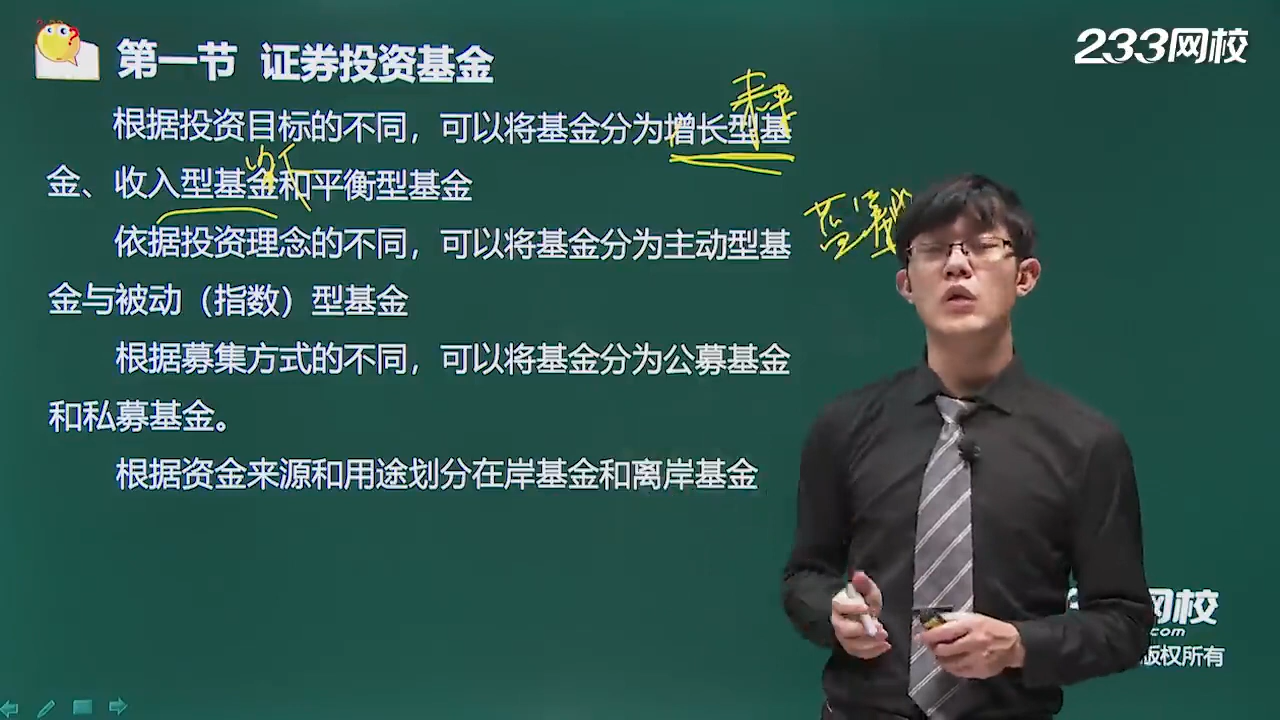 233网校
第一节 证券投资基金
根据投资目标的不同，可以将基金分为增长型基
金、收入型基金和平衡型基金
依据投资理念的不同，可以将基金分为主动型基
金与被动（指数）型基金
根据募集方式的不同，可以将基金分为公募基金
和私募基金。
根据资金来源和用途划分在岸基金和离岸基金
未来
蓝筹
网校
.com
版权所有